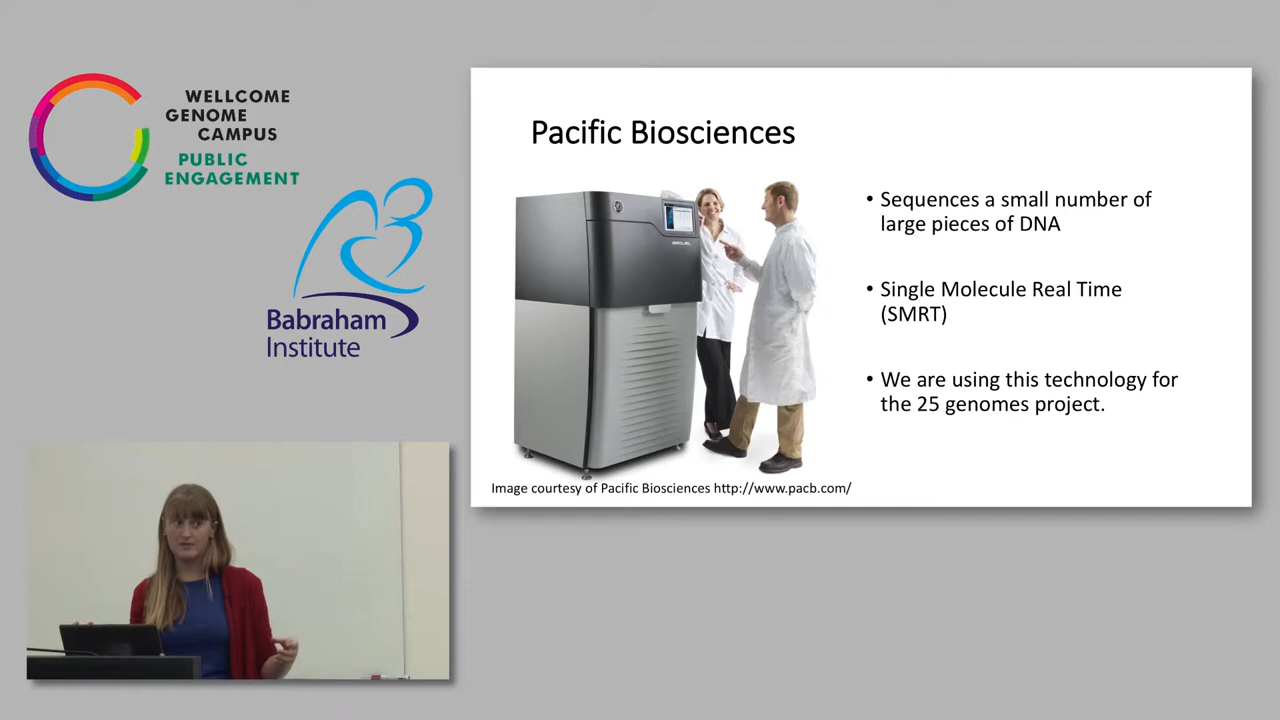 WELLCOME
GENOME
CAMPUS
PUBLIC
ENGAGEMENT
Babraham
Institute
Pacific Biosciences
• Sequences a small number of
large pieces of DNA
• Single Molecule Real Time
(SMRT)
• We are using this technology for
the 25 genomes project.
Image courtesy of Pacific Biosciences http://www.pacb.com/